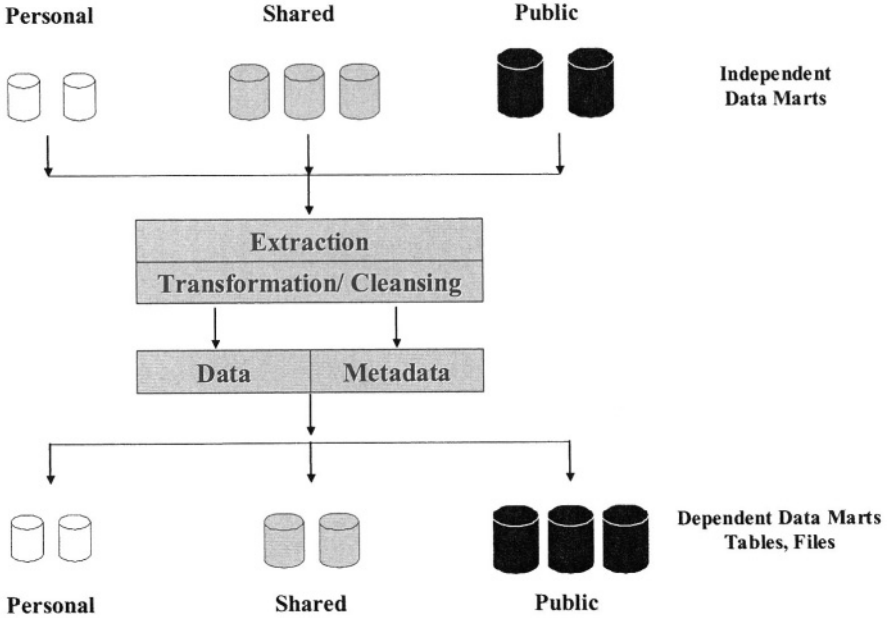 Personal
Shared
Public
Independent
Data Marts
Extraction
Transformation/ Cleansing
Data
Metadata
Dependent Data Marts
Tables, Files
Personal
Shared
Public